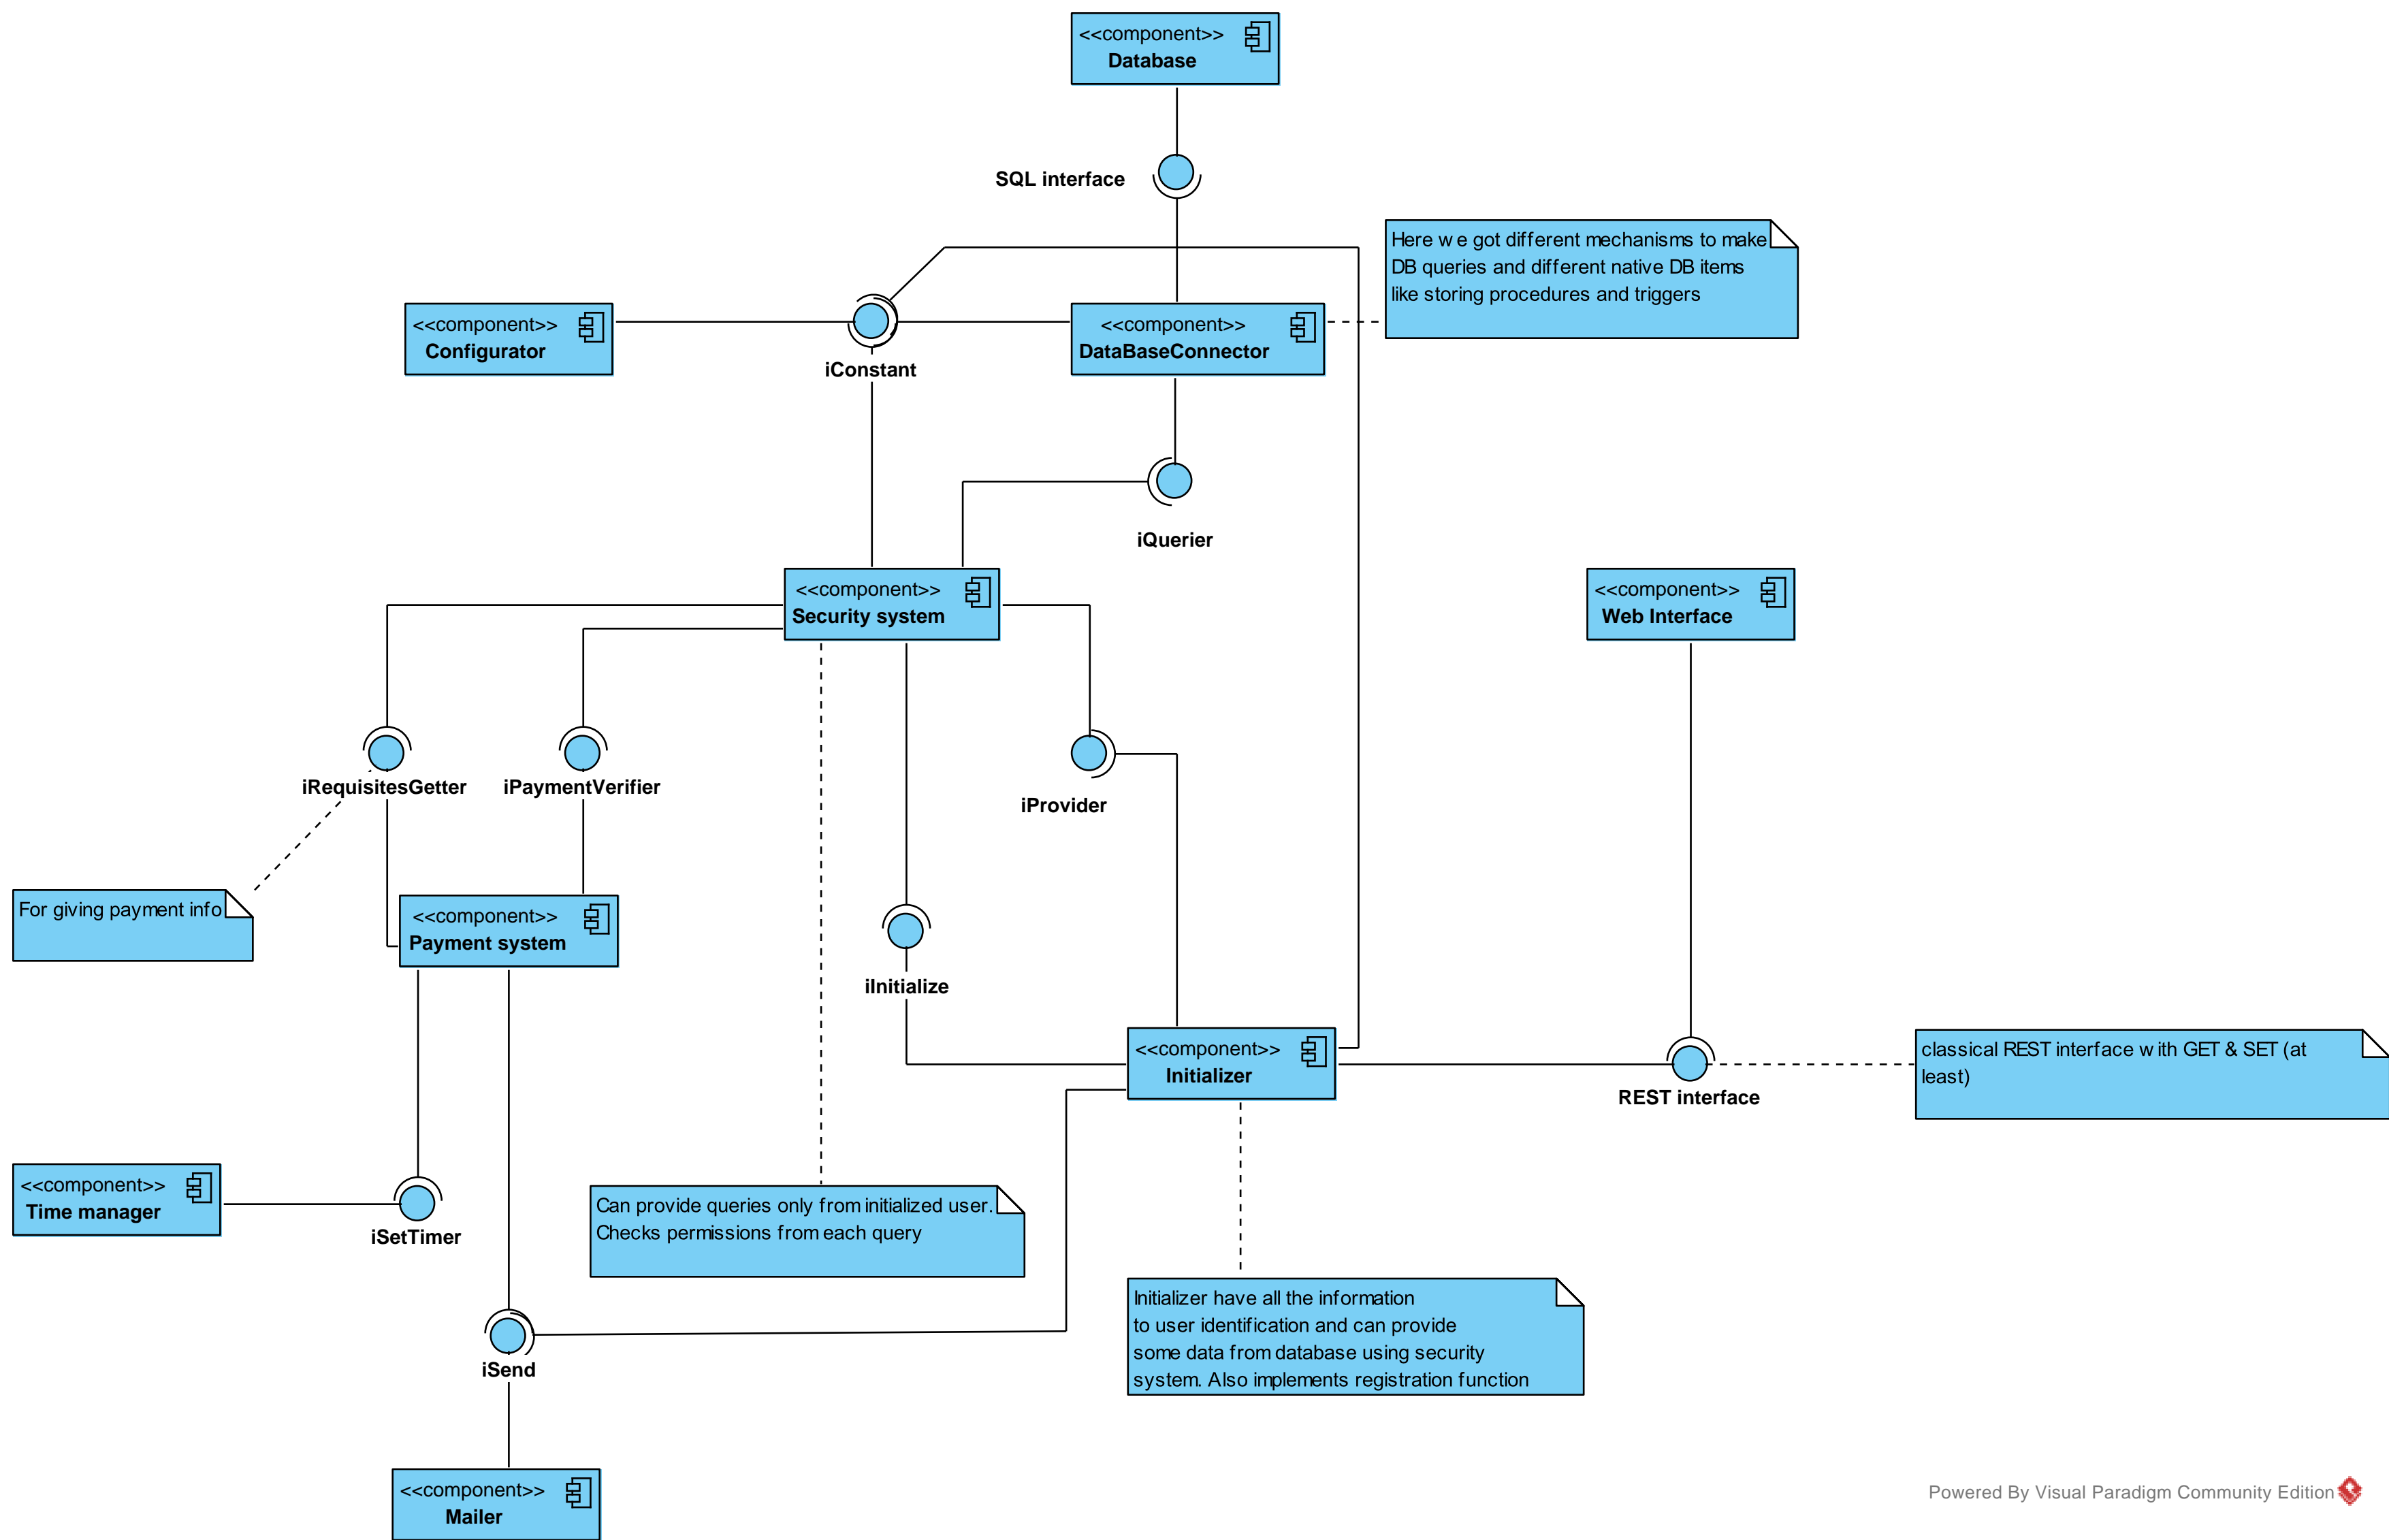 <<component>>
Database
SQL interface
Here we got different mechanisms to make
DB queries and different native DB items
like storing procedures and triggers
<<component>>
Configurator
iConstant
<<component>>
DataBaseConnector
iQuerier
<<component>>
Security system
<<component>>
Web Interface
iRequisitesGetter
iPaymentVerifier
iProvider
For giving payment info
<<component>>
Payment system
iInitialize
<<component>>
Initializer
REST interface
classical REST interface with GET & SET (at
least)
<<component>>
Time manager
iSetTimer
Can provide queries only from initialized user.
Checks permissions from each query
Initializer have all the information
to user identification and can provide
some data from database using security
system. Also implements registration function
iSend
<<component>>
Mailer
Powered By Visual Paradigm Community Edition